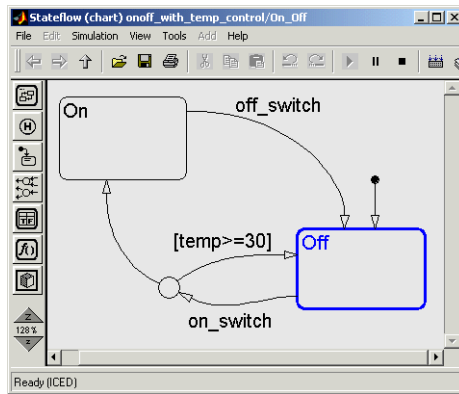 Stateflow (chart) onoff_with_temp_control/On_Off
File Edit Simulation View Tools Add Help
On
off_switch
[temp>=30]
Off
on_switch
128%
Ready (ICED)